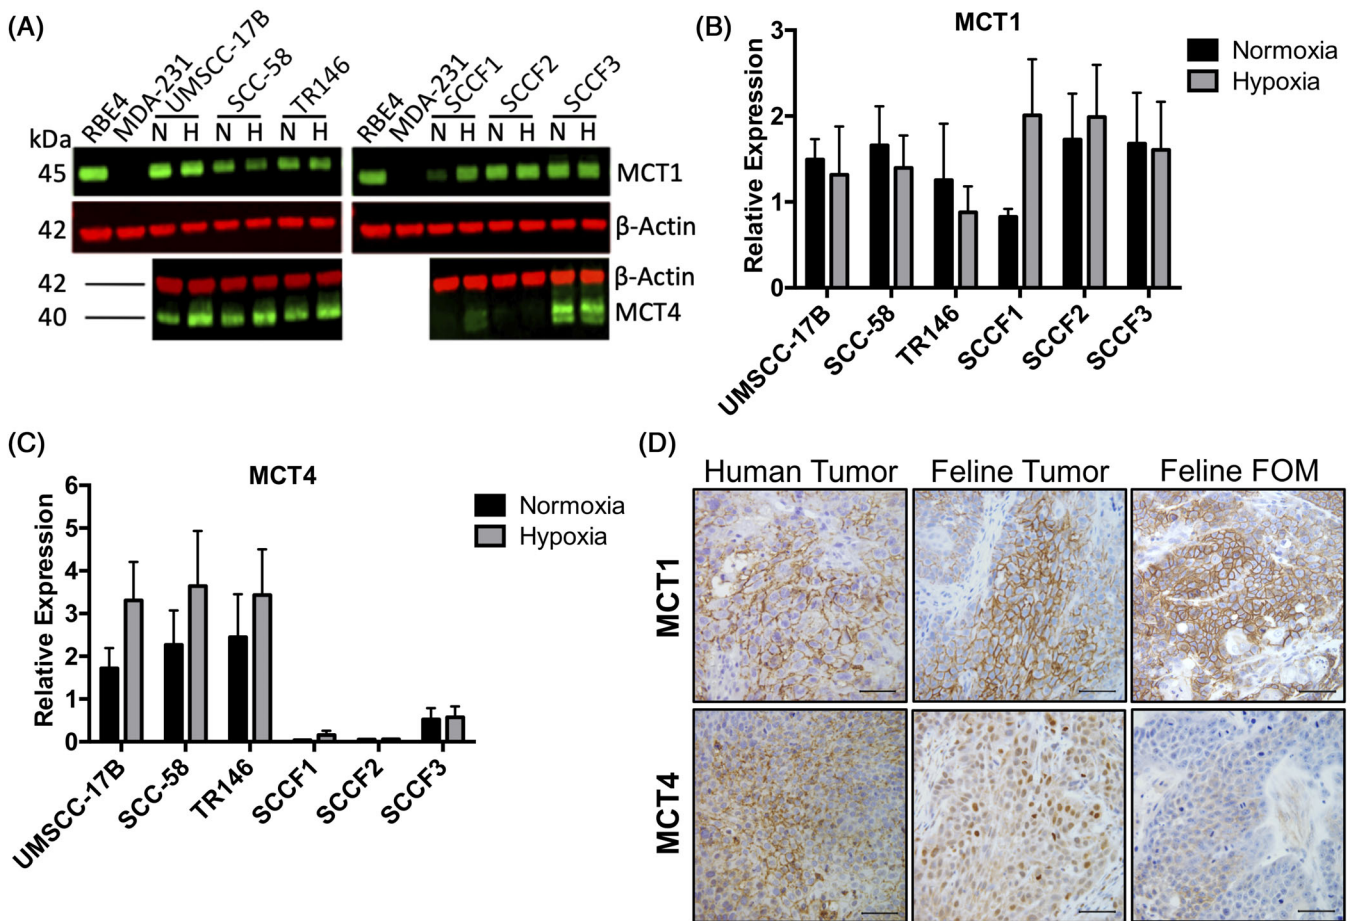 (A)
RBE4 MDA-231 UMSCC-17B SCC-58 TR146
RBE4 MDA-231 SCCF1 SCCF2 SCCF3
kDa N H N H N H
N H N H N H
45 MCT1
42 β-Actin
42 β-Actin
40 MCT4
(B)
MCT1
Normoxia
Hypoxia
Relative Expression
3
2
1
0
UMSCC-17B SCC-58 TR146 SCCF1 SCCF2 SCCF3
(C)
MCT4
Normoxia
Hypoxia
Relative Expression
6
5
4
3
2
1
0
UMSCC-17B SCC-58 TR146 SCCF1 SCCF2 SCCF3
(D)
Human Tumor Feline Tumor Feline FOM
MCT1
MCT4